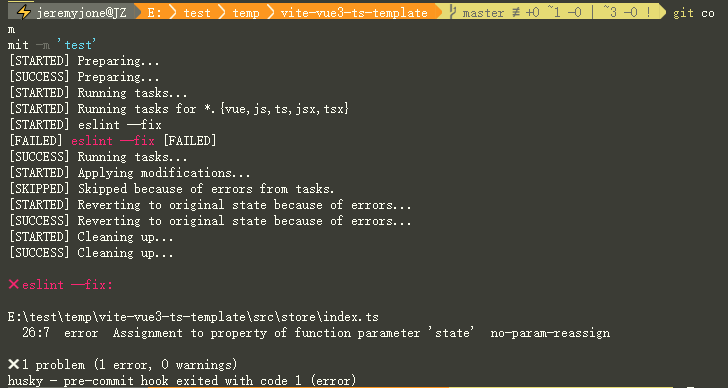 jeremyjone@JZ E: test temp vite-vue3-ts-template master ≢ +0 ~1 -0 | ~3 -0 ! git co
m
mit -m 'test'
[STARTED] Preparing...
[SUCCESS] Preparing...
[STARTED] Running tasks...
[STARTED] Running tasks for *.{vue,js,ts,jsx,tsx}
[STARTED] eslint --fix
[FAILED] eslint --fix [FAILED]
[SUCCESS] Running tasks...
[STARTED] Applying modifications...
[SKIPPED] Skipped because of errors from tasks.
[STARTED] Reverting to original state because of errors...
[SUCCESS] Reverting to original state because of errors...
[STARTED] Cleaning up...
[SUCCESS] Cleaning up...
❌eslint --fix:
E:\test\temp\vite-vue3-ts-template\src\store\index.ts
26:7 error Assignment to property of function parameter 'state' no-param-reassign
❌1 problem (1 error, 0 warnings)
husky - pre-commit hook exited with code 1 (error)